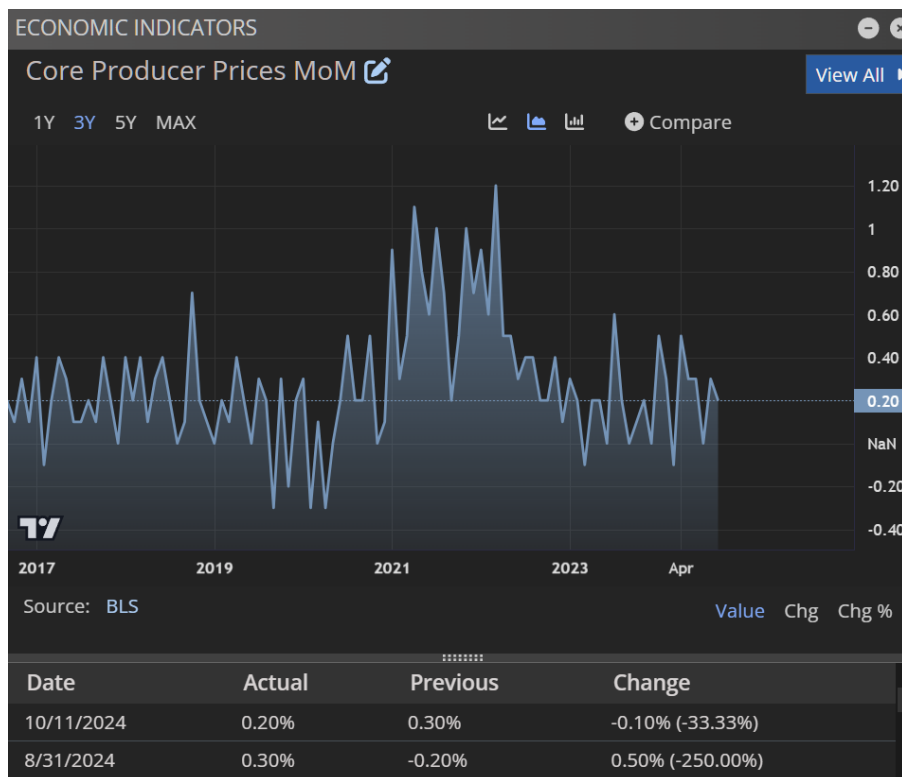 ECONOMIC INDICATORS
Core Producer Prices MoM
View All
1Y 3Y 5Y MAX
Compare
1.20
1
0.80
0.60
0.40
0.20
NaN
-0.20
-0.40
2017 2019 2021 2023 Apr
Source: BLS
Value Chg Chg %
Date Actual Previous Change
10/11/2024 0.20% 0.30% -0.10% (-33.33%)
8/31/2024 0.30% -0.20% 0.50% (-250.00%)